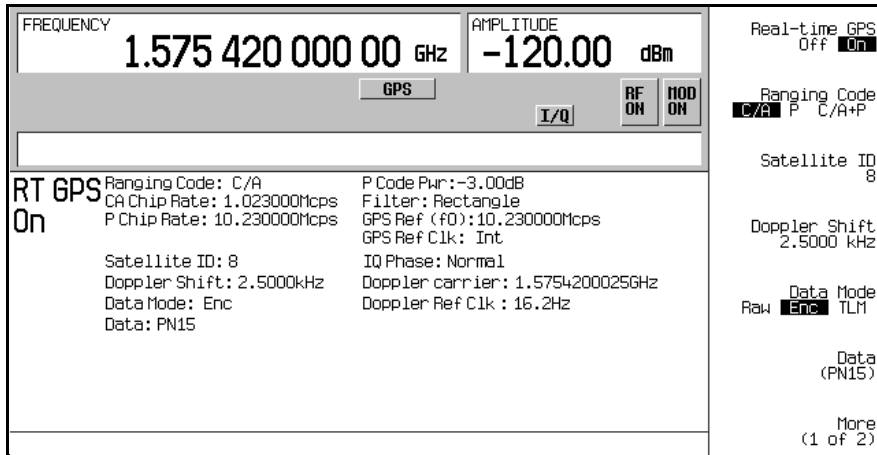 FREQUENCY
1.575 420 000 00 GHz
AMPLITUDE
-120.00 dBm
GPS
I/Q
RF ON
MOD ON
RT GPS On
Ranging Code: C/A
CA Chip Rate: 1.023000Mcps
P Chip Rate: 10.230000Mcps
P Code Pwr:-3.00dB
Filter: Rectangle
GPS Ref (f0):10.230000Mcps
GPS Ref Clk: Int
Satellite ID: 8
Doppler Shift: 2.5000kHz
Data Mode: Enc
Data: PN15
IQ Phase: Normal
Doppler carrier: 1.5754200025GHz
Doppler Ref Clk : 16.2Hz
Real-time GPS
Off On
Ranging Code
C/A P C/A+P
Satellite ID
8
Doppler Shift
2.5000 kHz
Data Mode
Raw Enc TLM
Data
(PN15)
More
(1 of 2)